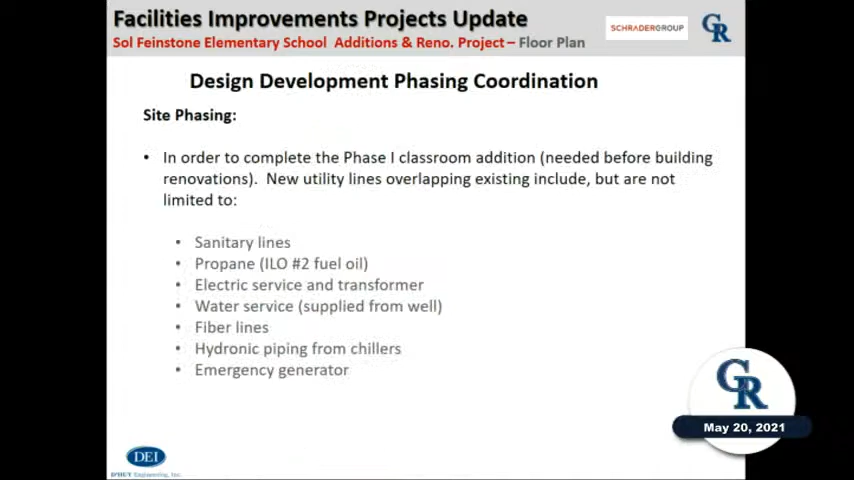 Facilities Improvements Projects Update
Sol Feinstone Elementary School Additions & Reno. Project – Floor Plan
SCHRADERGROUP
GR
Design Development Phasing Coordination
Site Phasing:
• In order to complete the Phase I classroom addition (needed before building
renovations). New utility lines overlapping existing include, but are not
limited to:
• Sanitary lines
• Propane (ILO #2 fuel oil)
• Electric service and transformer
• Water service (supplied from well)
• Fiber lines
• Hydronic piping from chillers
• Emergency generator
GR
May 20, 2021
DEI
D'HUY Engineering, Inc.